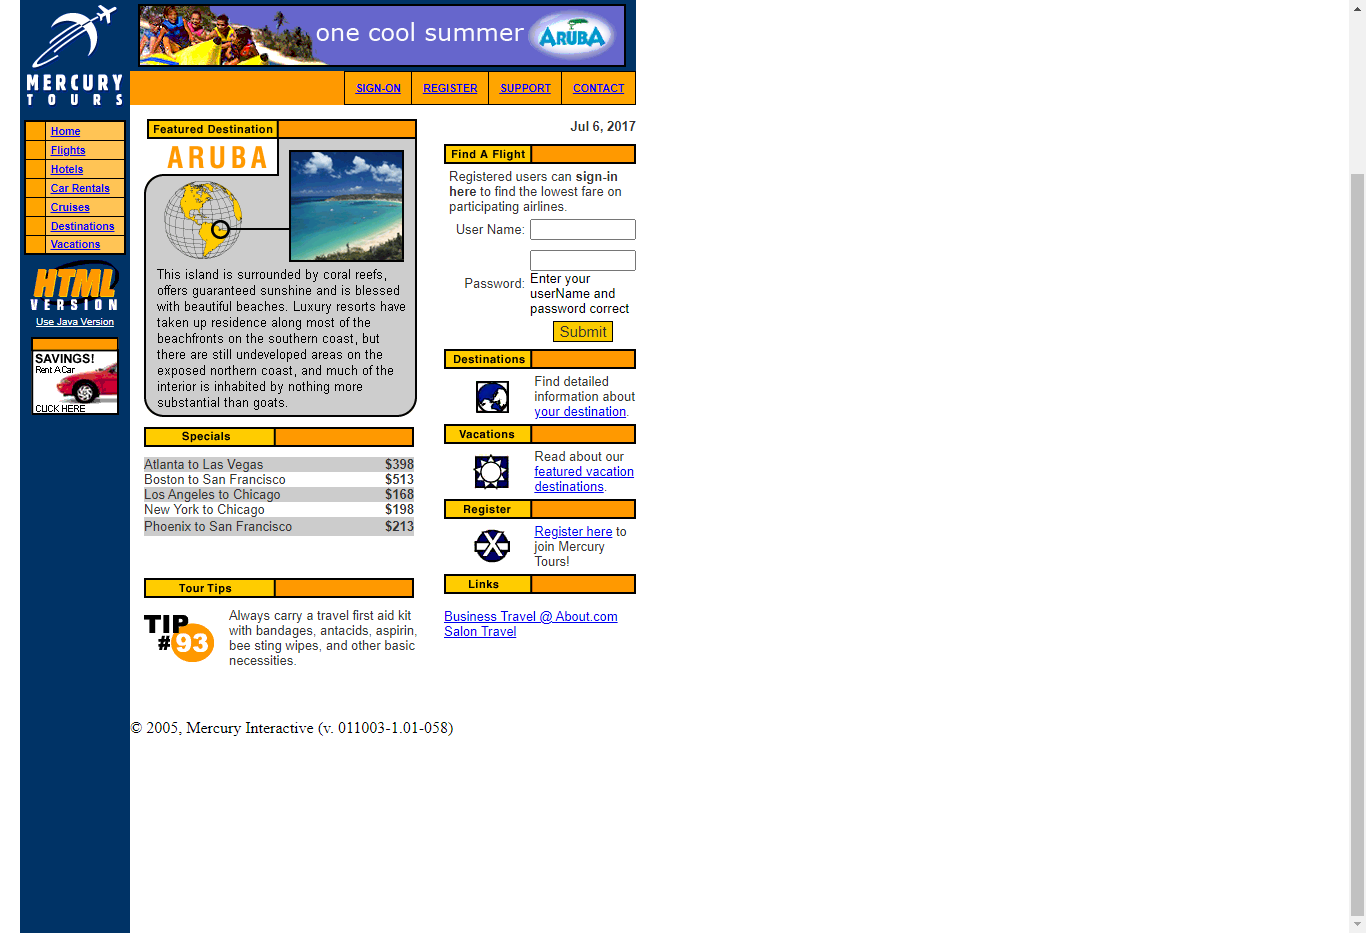 MERCURY
TOURS
one cool summer
ARUBA
SIGN-ON
REGISTER
SUPPORT
CONTACT
Home
Flights
Hotels
Car Rentals
Cruises
Destinations
Vacations
HTML
VERSION
Use Java Version
SAVINGS!
Rent A Car
CLICK HERE
Featured Destination
ARUBA
This island is surrounded by coral reefs,
offers guaranteed sunshine and is blessed
with beautiful beaches. Luxury resorts have
taken up residence along most of the
beachfronts on the southern coast, but
there are still undeveloped areas on the
exposed northern coast, and much of the
interior is inhabited by nothing more
substantial than goats.
Specials
Atlanta to Las Vegas $398
Boston to San Francisco $513
Los Angeles to Chicago $168
New York to Chicago $198
Phoenix to San Francisco $213
Tour Tips
TIP
#93
Always carry a travel first aid kit
with bandages, antacids, aspirin,
bee sting wipes, and other basic
necessities.
Jul 6, 2017
Find A Flight
Registered users can sign-in
here to find the lowest fare on
participating airlines.
User Name:
Password:
Enter your
userName and
password correct
Submit
Destinations
Find detailed
information about
your destination.
Vacations
Read about our
featured vacation
destinations.
Register
Register here to
join Mercury
Tours!
Links
Business Travel @ About.com
Salon Travel
© 2005, Mercury Interactive (v. 011003-1.01-058)